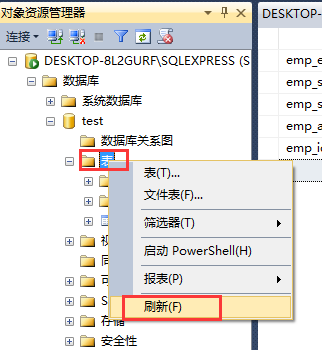 对象资源管理器
DESKTOP-
连接
DESKTOP-8L2GURF\SQLEXPRESS (S
数据库
系统数据库
test
数据库关系图
表
表(T)...
文件表(F)...
筛选器(T)
启动 PowerShell(H)
报表(P)
刷新(F)
视
同
可
S
存储
安全性
emp_e
emp_s
emp_s
emp_a
emp_i